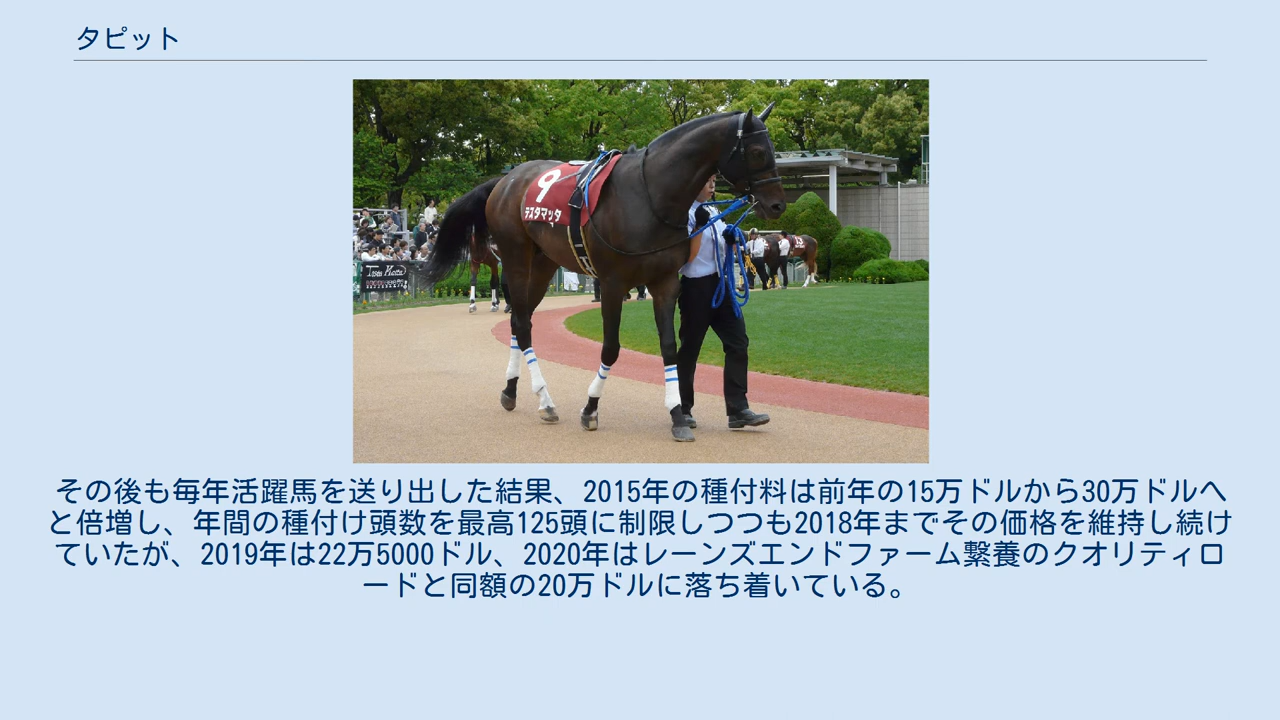 タピット
9
テスタマッタ
その後も毎年活躍馬を送り出した結果、2015年の種付料は前年の15万ドルから30万ドルへ
と倍増し、年間の種付け頭数を最高125頭に制限しつつも2018年までその価格を維持し続け
ていたが、2019年は22万5000ドル、2020年はレーンズエンドファーム繋養のクオリティロ
ードと同額の20万ドルに落ち着いている。